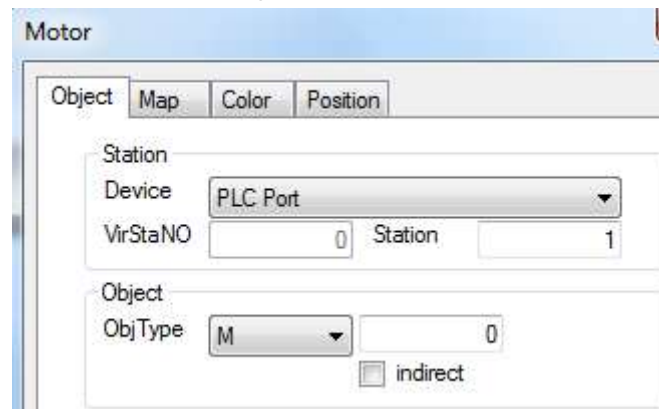 Motor
Object Map Color Position
Station
Device PLC Port
VirStaNO 0 Station 1
Object
ObjType M 0
indirect